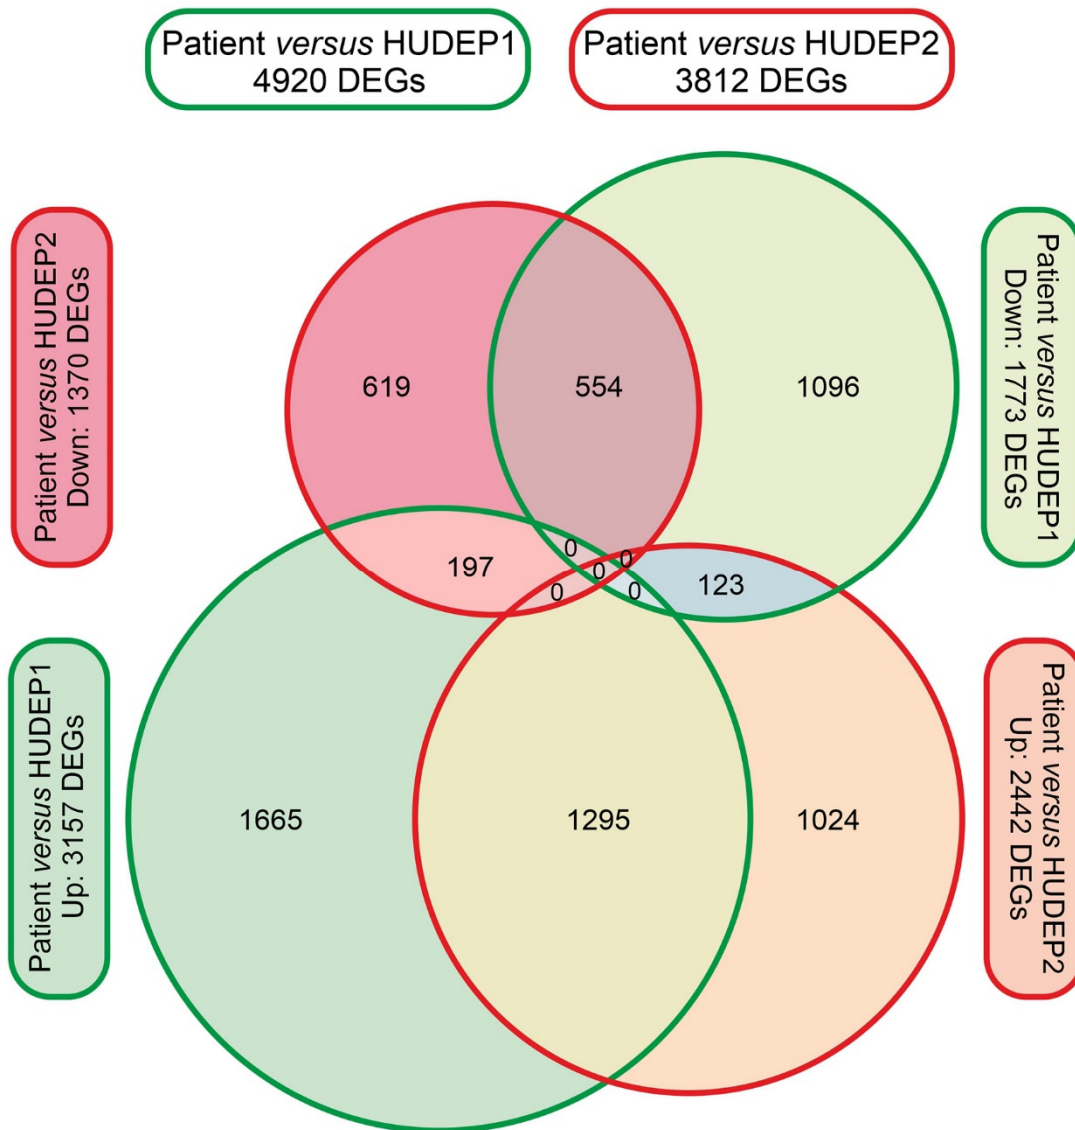 Patient versus HUDEP1
4920 DEGs
Patient versus HUDEP2
3812 DEGs
Patient versus HUDEP2
Down: 1370 DEGs
Patient versus HUDEP1
Down: 1773 DEGs
619
554
1096
197
0
0
0
0
0
123
Patient versus HUDEP1
Up: 3157 DEGs
Patient versus HUDEP2
Up: 2442 DEGs
1665
1295
1024